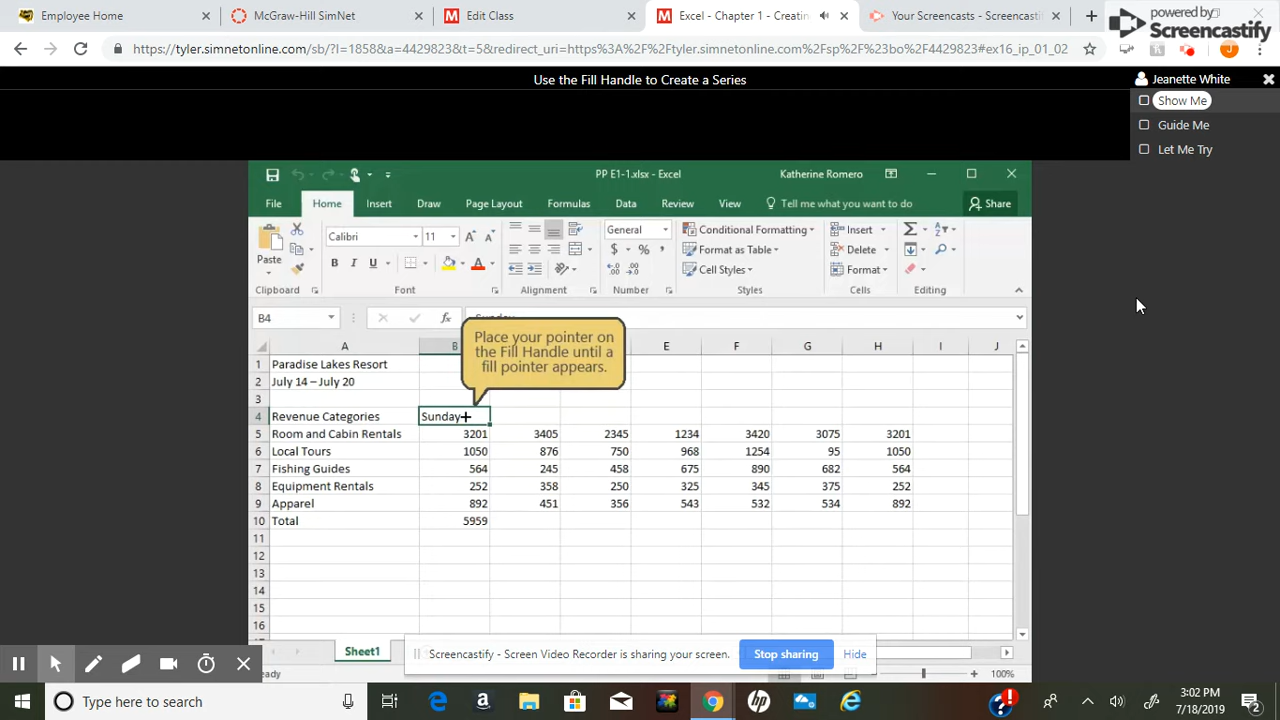 Employee Home
McGraw-Hill SimNet
Edit Class
Excel - Chapter 1 - Creatin
Your Screencasts - Screencasti
powered by
Screencastify
https://tyler.simnetonline.com/sb/?l=1858&a=4429823&t=5&redirect_uri=https%3A%2F%2Ftyler.simnetonline.com%2Fsp%2F%23bo%2F4429823#ex16_ip_01_02
J
Use the Fill Handle to Create a Series
Jeanette White
Show Me
Guide Me
Let Me Try
PP E1-1.xlsx - Excel
Katherine Romero
File Home Insert Draw Page Layout Formulas Data Review View Tell me what you want to do Share
Paste
Calibri 11
B I U
General
$ % ,
Conditional Formatting
Format as Table
Cell Styles
Insert
Delete
Format
Clipboard Font Alignment Number Styles Cells Editing
B4 fx
Place your pointer on
the Fill Handle until a
fill pointer appears.
A B E F G H I J
1 Paradise Lakes Resort
2 July 14 – July 20
3
4 Revenue Categories Sunday
5 Room and Cabin Rentals 3201 3405 2345 1234 3420 3075 3201
6 Local Tours 1050 876 750 968 1254 95 1050
7 Fishing Guides 564 245 458 675 890 682 564
8 Equipment Rentals 252 358 250 325 345 375 252
9 Apparel 892 451 356 543 532 534 892
10 Total 5959
11
12
13
14
15
16
Sheet1
Screencastify - Screen Video Recorder is sharing your screen.
Stop sharing
Hide
eady
100%
Type here to search
3:02 PM
7/18/2019
2